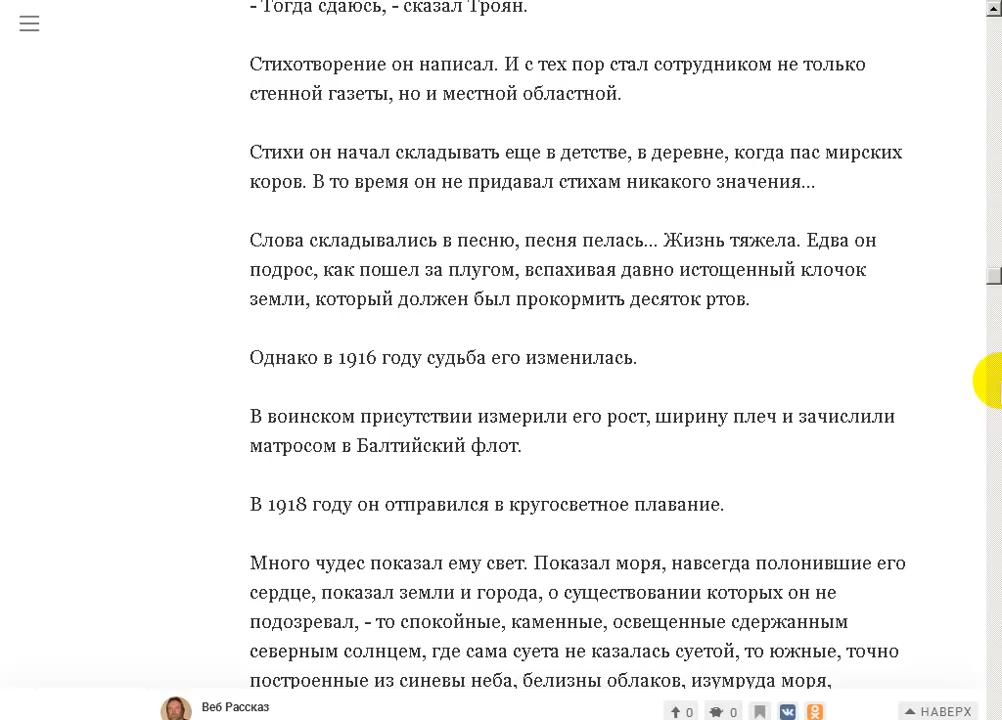 - Тогда сдаюсь, - сказал Троян.
Стихотворение он написал. И с тех пор стал сотрудником не только
стенной газеты, но и местной областной.
Стихи он начал складывать еще в детстве, в деревне, когда пас мирских
коров. В то время он не придавал стихам никакого значения...
Слова складывались в песню, песня пелась... Жизнь тяжела. Едва он
подрос, как пошел за плугом, вспахивая давно истощенный клочок
земли, который должен был прокормить десяток ртов.
Однако в 1916 году судьба его изменилась.
В воинском присутствии измерили его рост, ширину плеч и зачислили
матросом в Балтийский флот.
В 1918 году он отправился в кругосветное плавание.
Много чудес показал ему свет. Показал моря, навсегда полонившие его
сердце, показал земли и города, о существовании которых он не
подозревал, - то спокойные, каменные, освещенные сдержанным
северным солнцем, где сама суета не казалась суетой, то южные, точно
построенные из синевы неба, белизны облаков, изумруда моря,
Веб Рассказ
0
0
НАВЕРХ